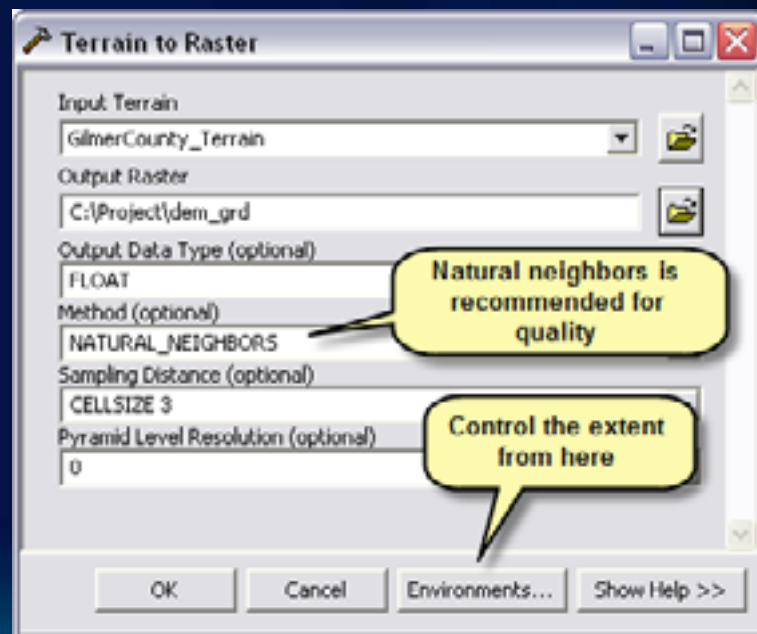 Terrain to Raster
Input Terrain
GilmerCounty_Terrain
Output Raster
C:\Project\dem_grd
Output Data Type (optional)
FLOAT
Natural neighbors is
recommended for
quality
Method (optional)
NATURAL_NEIGHBORS
Sampling Distance (optional)
CELLSIZE 3
Control the extent
from here
Pyramid Level Resolution (optional)
0
OK
Cancel
Environments...
Show Help >>